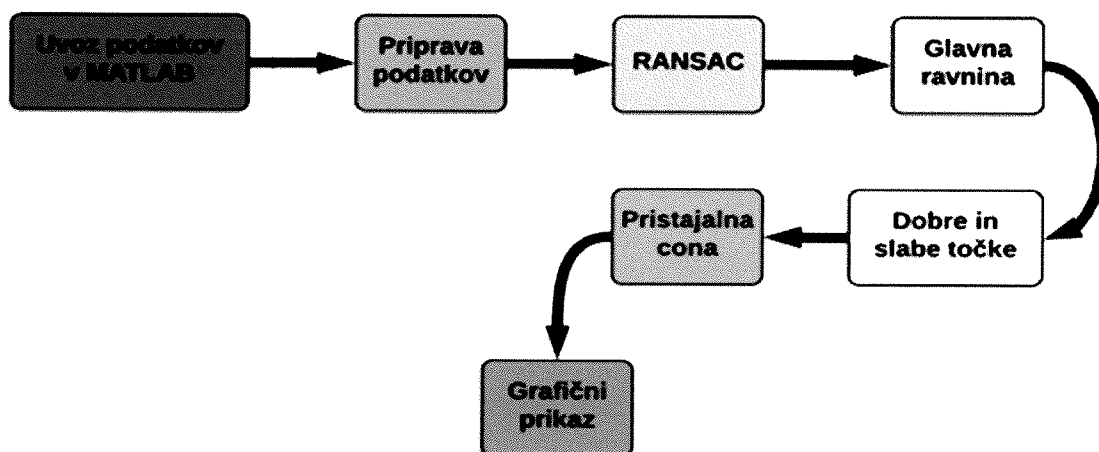 Uvoz podatkov
v MATLAB
Priprava
podatkov
RANSAC
Glavna
ravnina
Dobre in
slabe točke
Pristajalna
cona
Grafični
prikaz